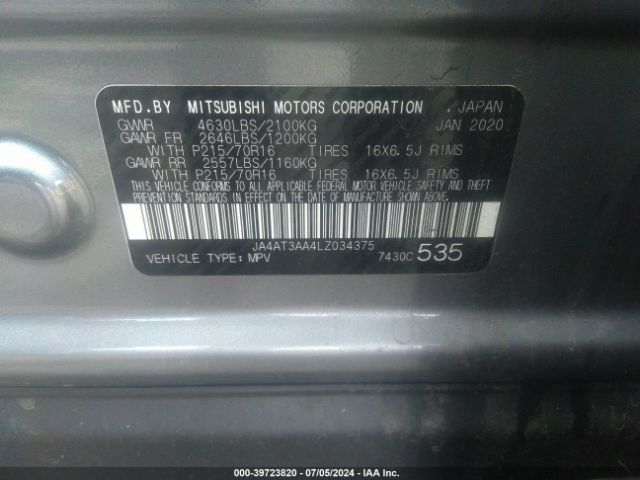 MFD. BY MITSUBISHI MOTORS CORPORATION . JAPAN
GVWR 4630LBS/2100KG JAN 2020
GAWR FR 2646LBS/1200KG
WITH P215/70R16 TIRES 16X6.5J RIMS
GAWR RR 2557LBS/1160KG
WITH P215/70R16 TIRES 16X6.5J RIMS
THIS VEHICLE CONFORMS TO ALL APPLICABLE FEDERAL MOTOR VEHICLE SAFETY AND THEFT
PREVENTION STANDARDS IN EFFECT ON THE DATE OF MANUFACTURE SHOWN ABOVE.
JA4AT3AA4LZ034375
VEHICLE TYPE: MPV 7430C 535
000-39723820 - 07/05/2024 - IAA Inc.